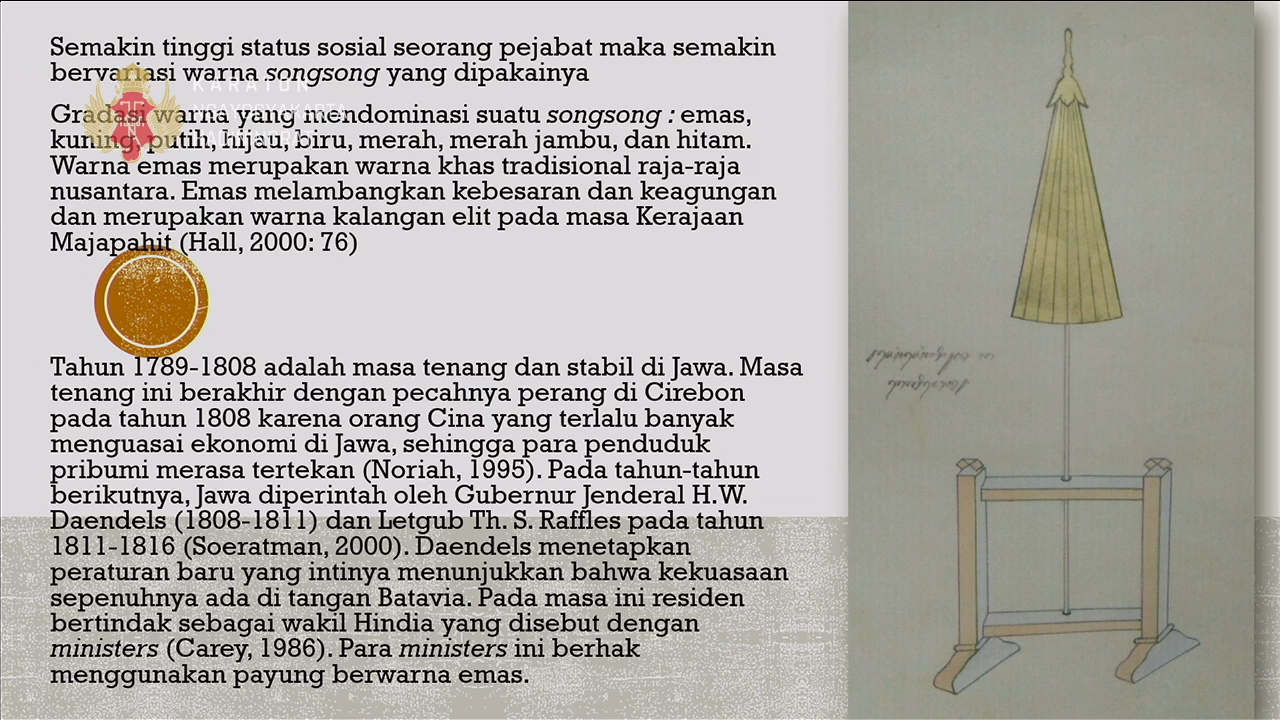 Semakin tinggi status sosial seorang pejabat maka semakin
bervariasi warna songsong yang dipakainya
KARATON
Gradasi warna yang mendominasi suatu songsong : emas,
kuning, putih, hijau, biru, merah, merah jambu, dan hitam.
Warna emas merupakan warna khas tradisional raja-raja
nusantara. Emas melambangkan kebesaran dan keagungan
dan merupakan warna kalangan elit pada masa Kerajaan
Majapahit (Hall, 2000: 76)
Tahun 1789-1808 adalah masa tenang dan stabil di Jawa. Masa
tenang ini berakhir dengan pecahnya perang di Cirebon
pada tahun 1808 karena orang Cina yang terlalu banyak
menguasai ekonomi di Jawa, sehingga para penduduk
pribumi merasa tertekan (Noriah, 1995). Pada tahun-tahun
berikutnya, Jawa diperintah oleh Gubernur Jenderal H.W.
Daendels (1808-1811) dan Letgub Th. S. Raffles pada tahun
1811-1816 (Soeratman, 2000). Daendels menetapkan
peraturan baru yang intinya menunjukkan bahwa kekuasaan
sepenuhnya ada di tangan Batavia. Pada masa ini residen
bertindak sebagai wakil Hindia yang disebut dengan
ministers (Carey, 1986). Para ministers ini berhak
menggunakan payung berwarna emas.